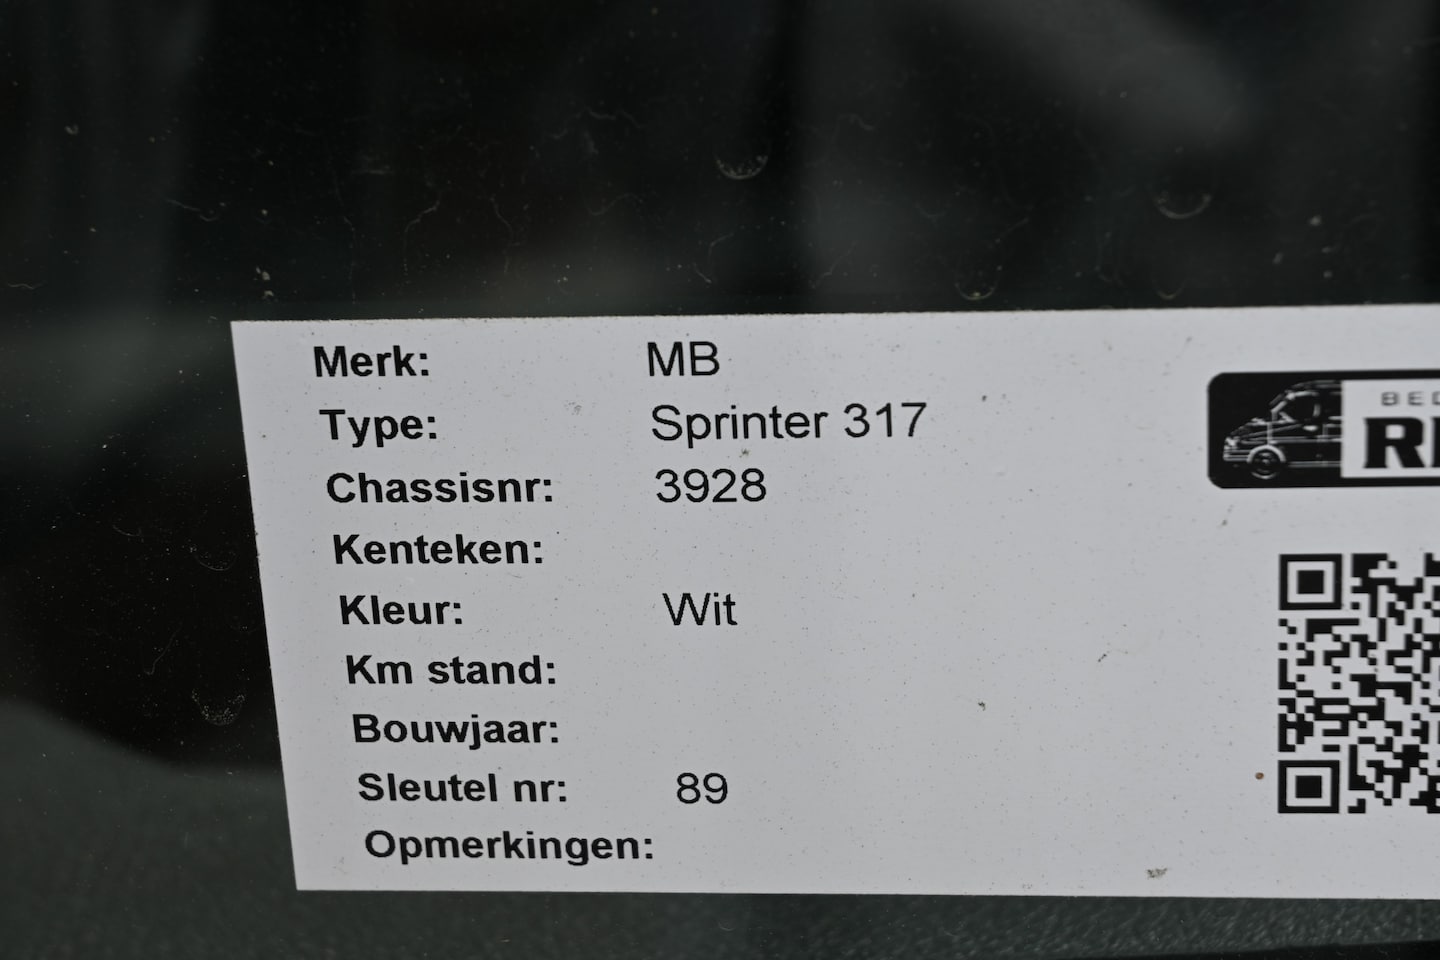 Merk: MB
Type: Sprinter 317
Chassisnr: 3928
Kenteken:
Kleur: Wit
Km stand:
Bouwjaar:
Sleutel nr: 89
Opmerkingen: